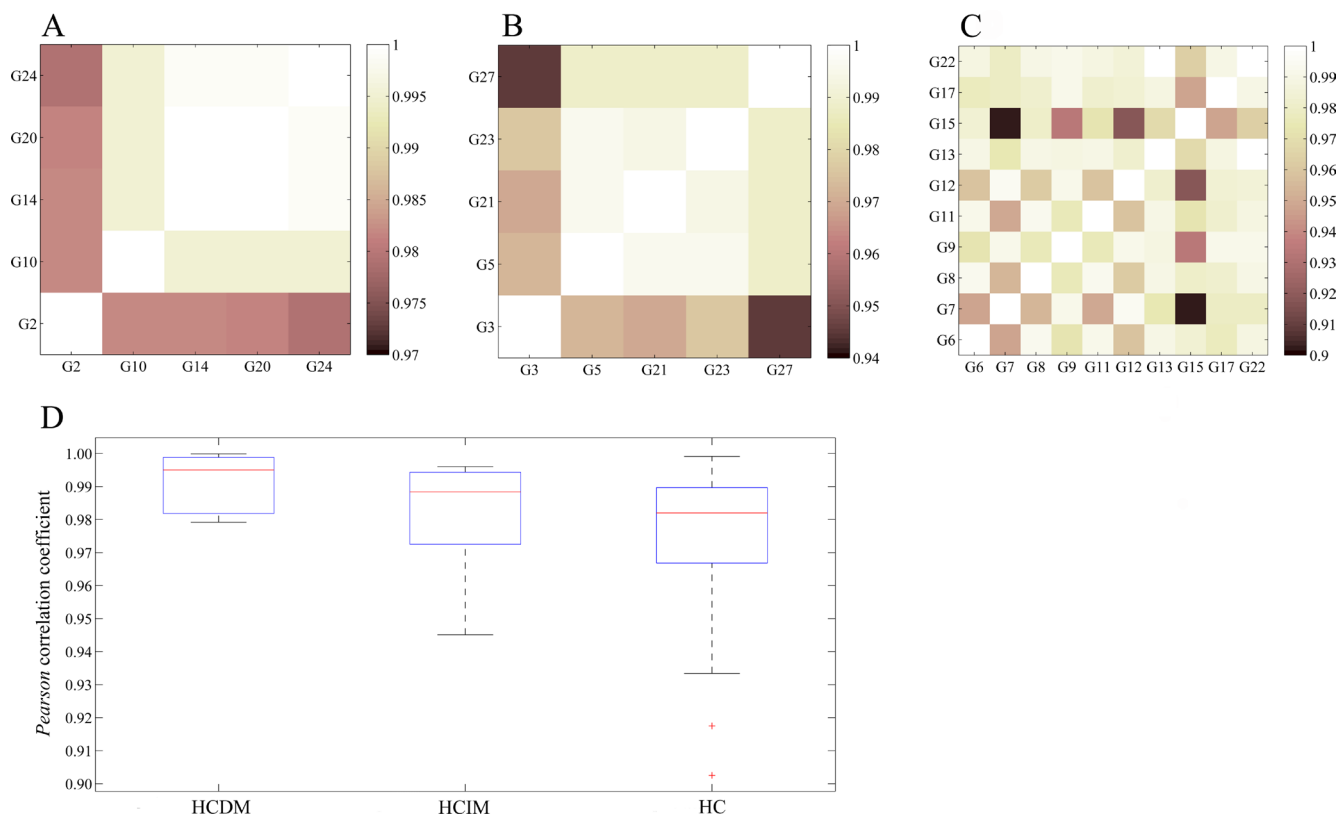 A
G24
G20
G14
G10
G2
G2 G10 G14 G20 G24
1
0.995
0.99
0.985
0.98
0.975
0.97
B
G27
G23
G21
G5
G3
G3 G5 G21 G23 G27
1
0.99
0.98
0.97
0.96
0.95
0.94
C
G22
G17
G15
G13
G12
G11
G9
G8
G7
G6
G6 G7 G8 G9 G11 G12 G13 G15 G17 G22
1
0.99
0.98
0.97
0.96
0.95
0.94
0.93
0.92
0.91
0.9
D
Pearson correlation coefficient
1.00
0.99
0.98
0.97
0.96
0.95
0.94
0.93
0.92
0.91
0.90
HCDM HCIM HC